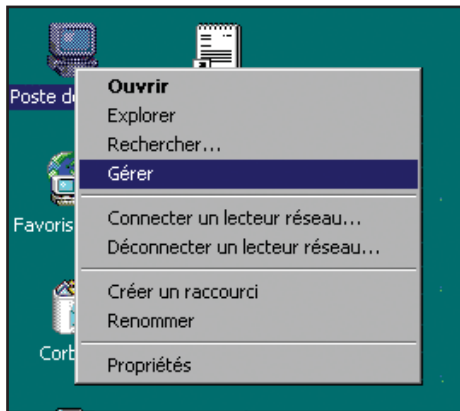 Poste d
Ouvrir
Explorer
Rechercher...
Gérer
Favoris
Connecter un lecteur réseau...
Déconnecter un lecteur réseau...
Créer un raccourci
Renommer
Corb
Propriétés